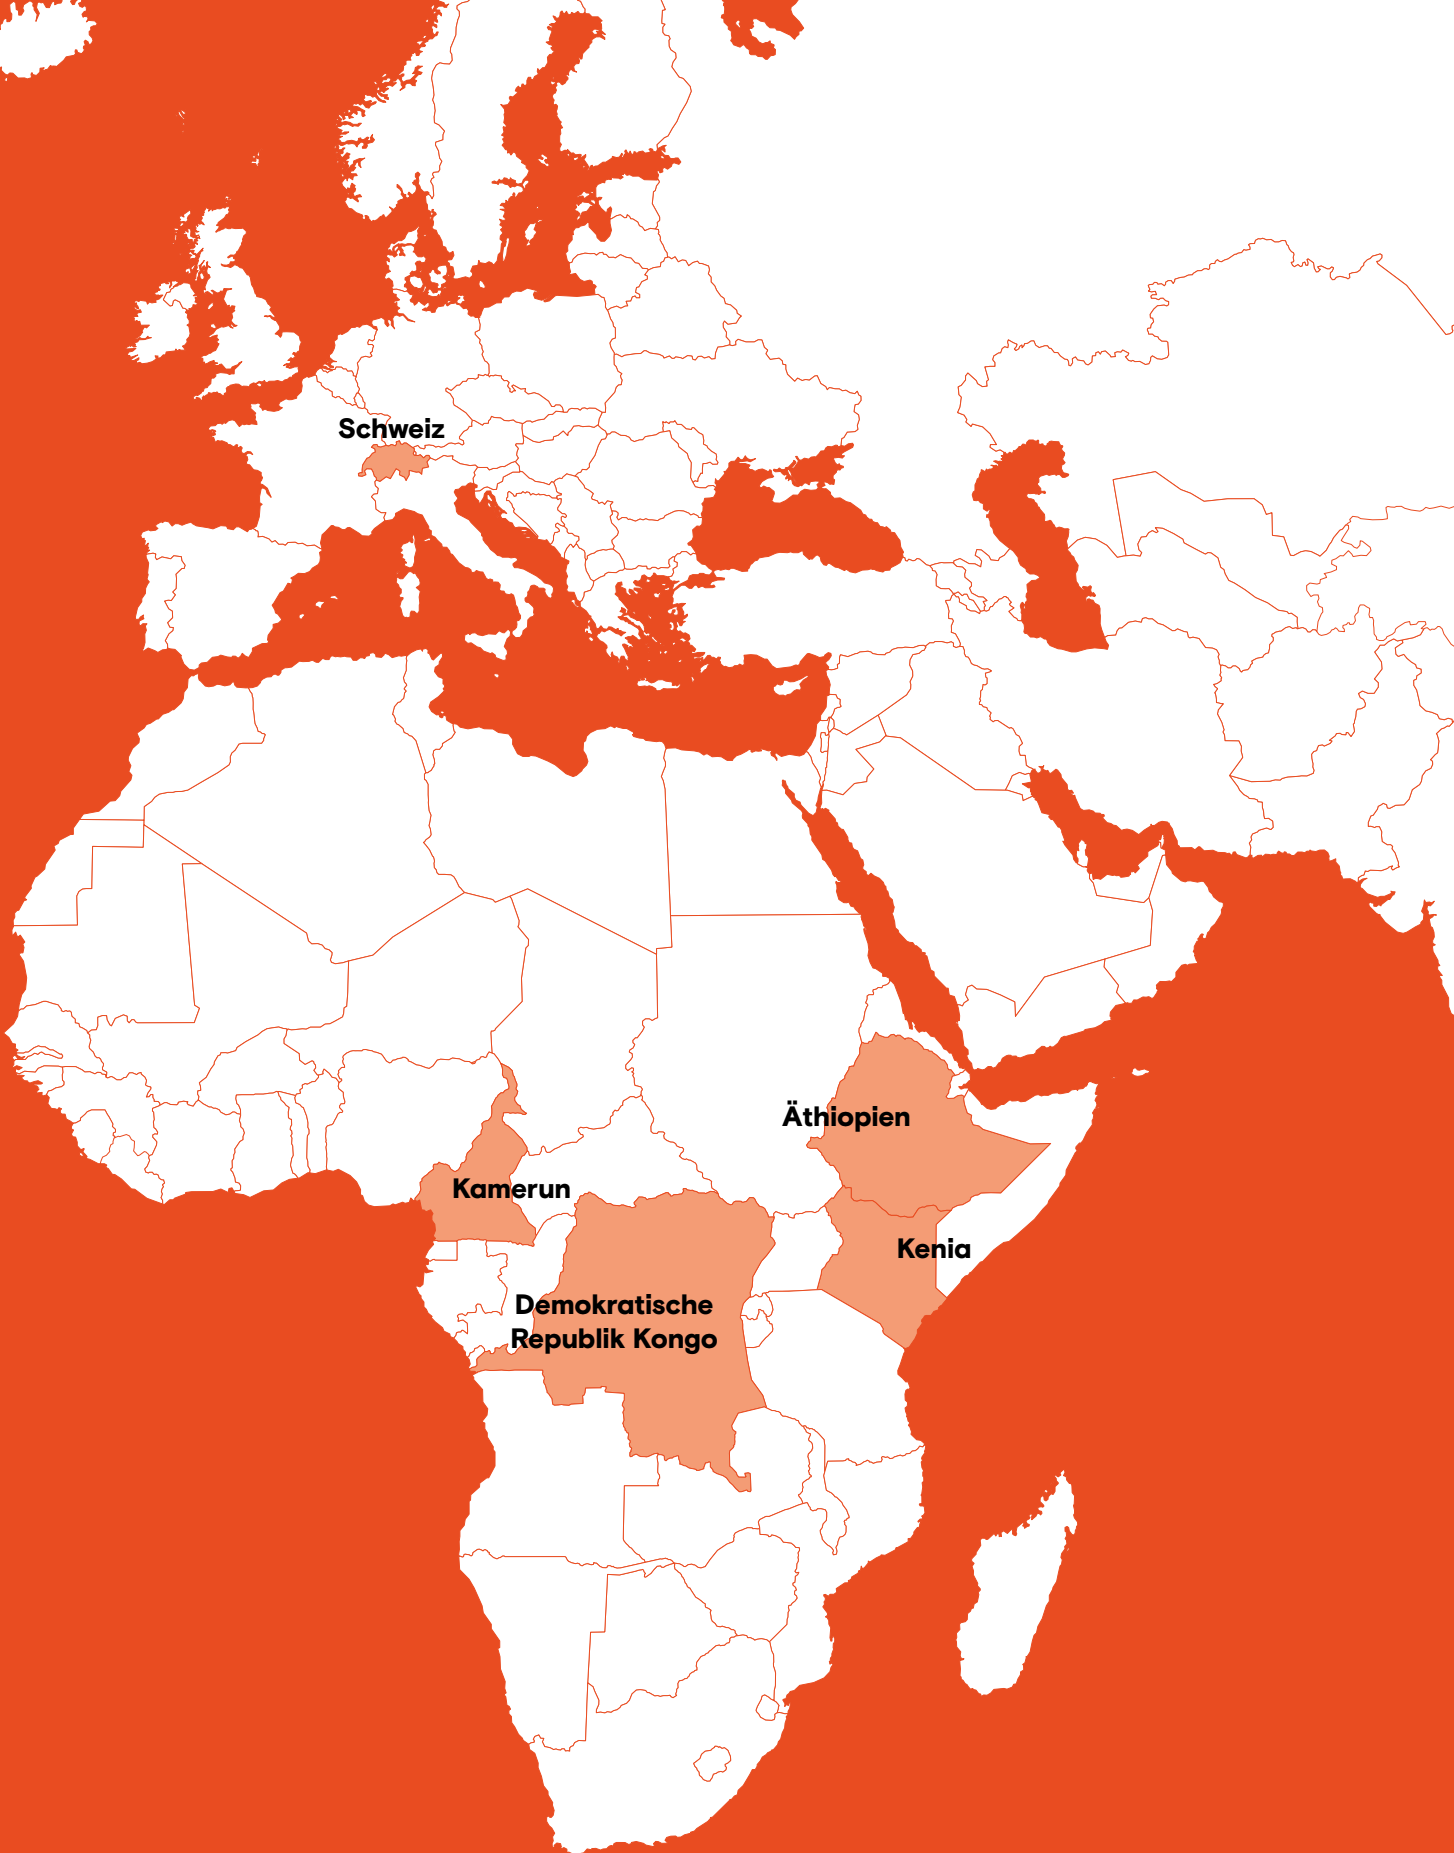 Schweiz
Äthiopien
Kamerun
Kenia
Demokratische
Republik Kongo